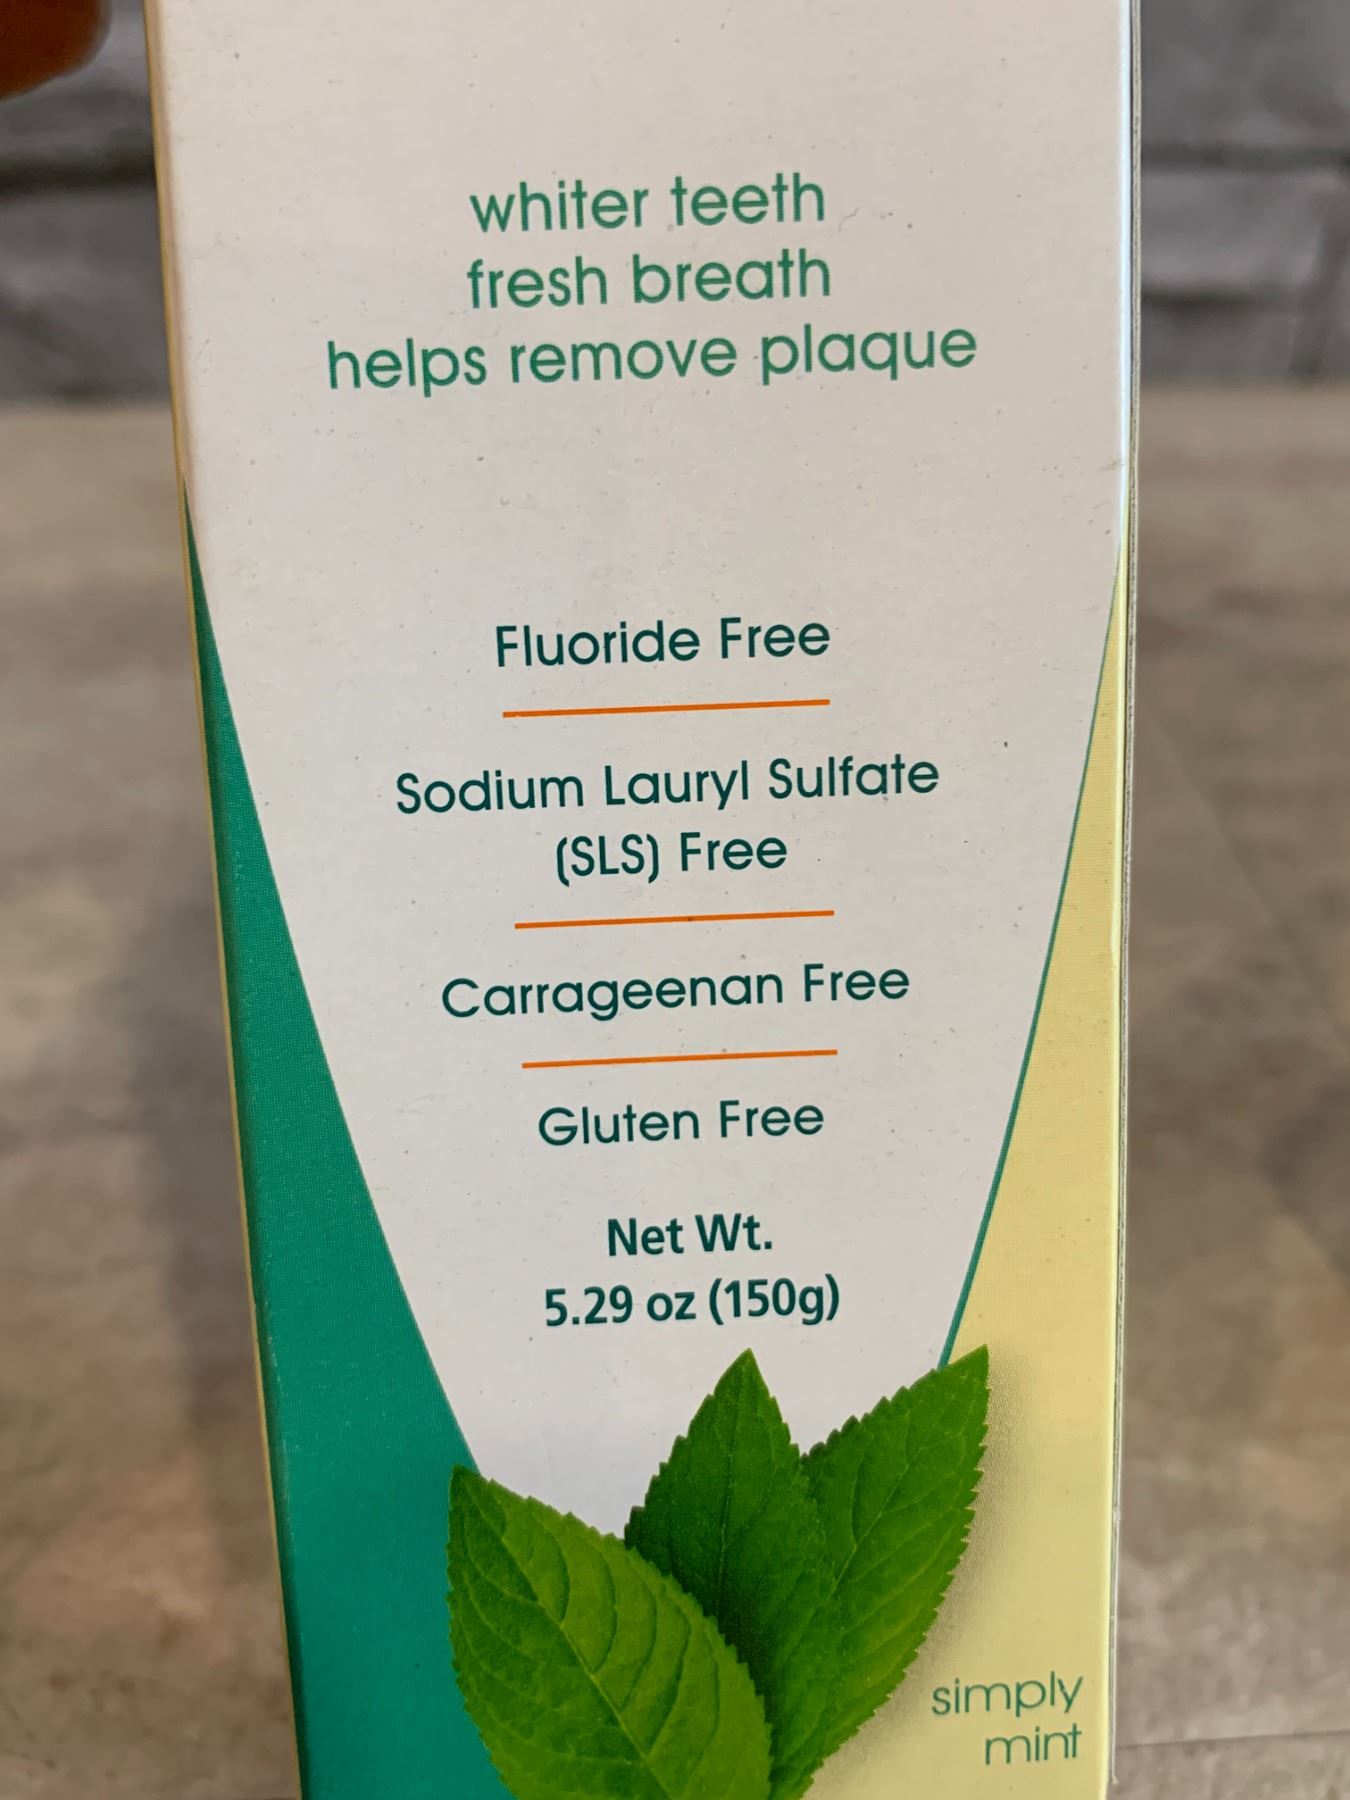 whiter teeth
fresh breath
helps remove plaque
Fluoride Free
Sodium Lauryl Sulfate
(SLS) Free
Carrageenan Free
Gluten Free
Net Wt.
5.29 oz (150g)
simply
mint